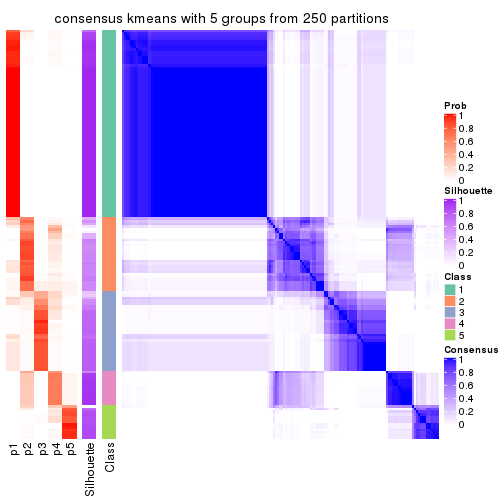 consensus kmeans with 5 groups from 250 partitions
Prob
1
0.8
0.6
0.4
0.2
0
Silhouette
1
0.8
0.6
0.4
0.2
0
Class
1
2
3
4
5
Consensus
1
0.8
0.6
0.4
0.2
0
p1
p2
p3
p4
p5
Silhouette
Class